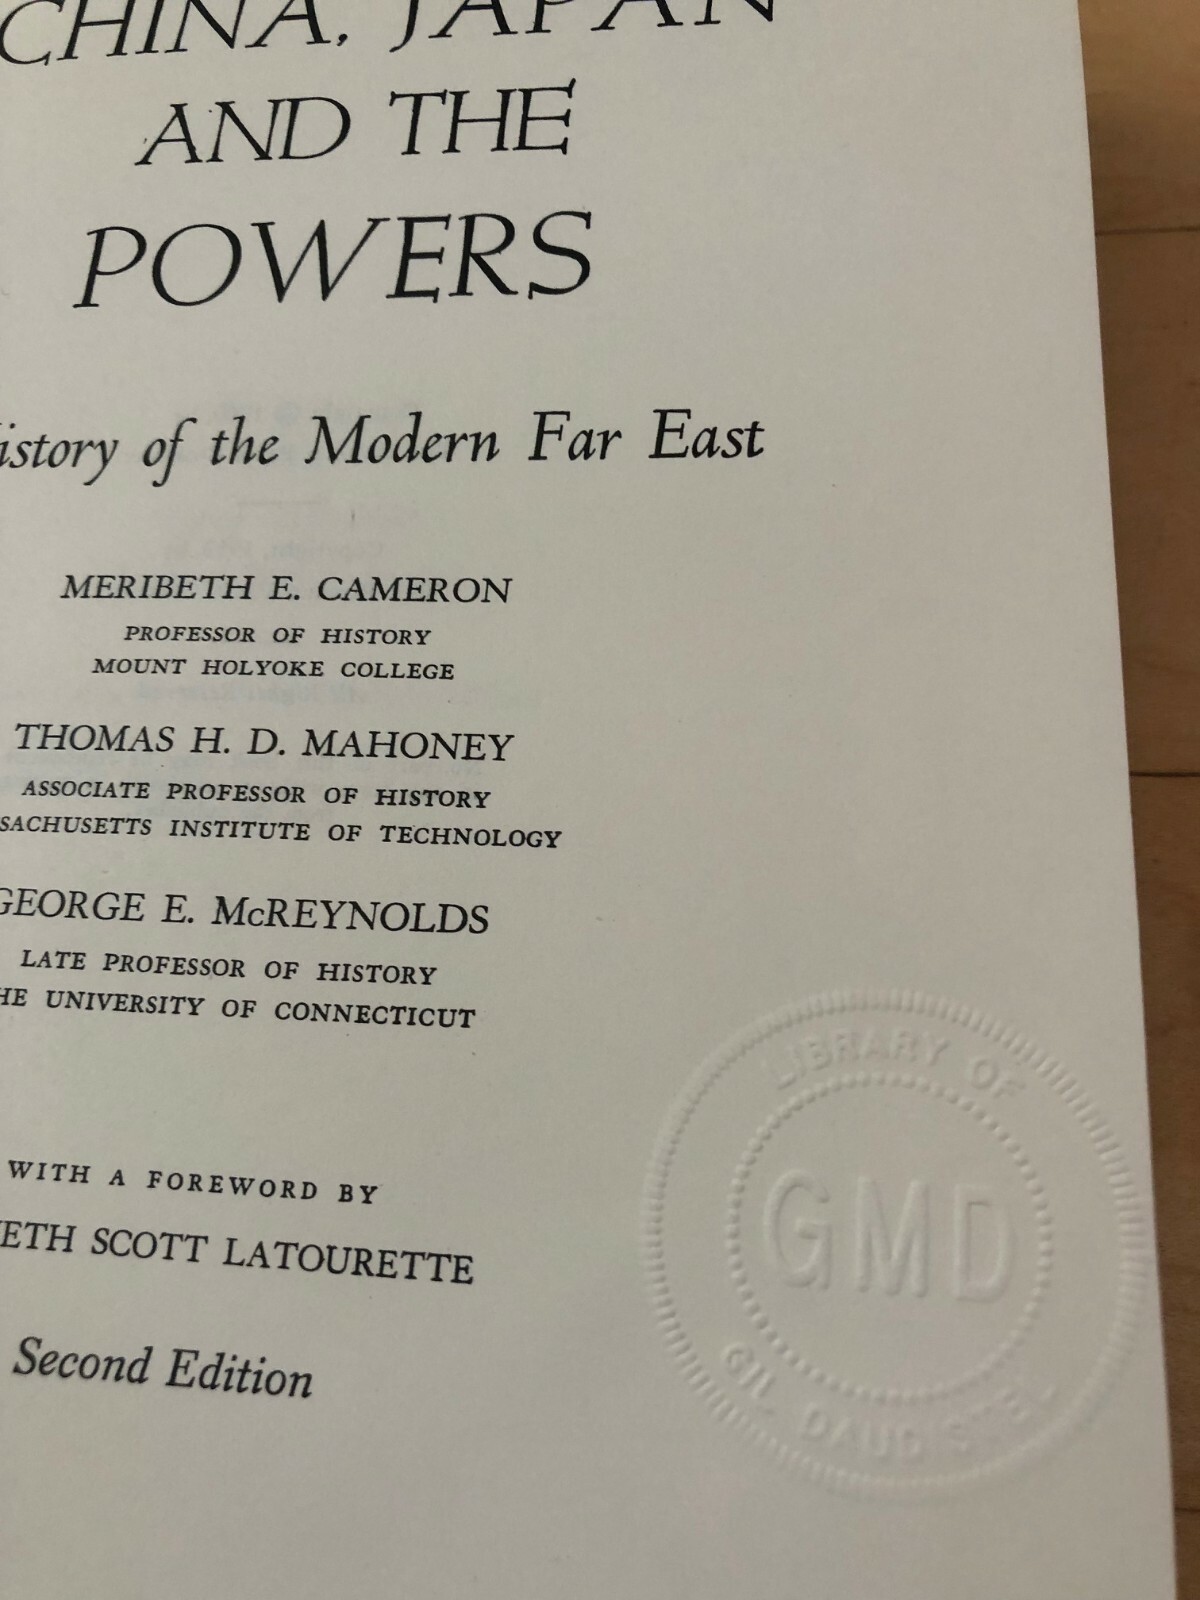 CHINA, JAPAN
AND THE
POWERS
istory of the Modern Far East
MERIBETH E. CAMERON
PROFESSOR OF HISTORY
MOUNT HOLYOKE COLLEGE
THOMAS H. D. MAHONEY
ASSOCIATE PROFESSOR OF HISTORY
SACHUSETTS INSTITUTE OF TECHNOLOGY
GEORGE E. McREYNOLDS
LATE PROFESSOR OF HISTORY
HE UNIVERSITY OF CONNECTICUT
WITH A FOREWORD BY
ETH SCOTT LATOURETTE
Second Edition
LIBRARY OF
GMD
GIL DAUD